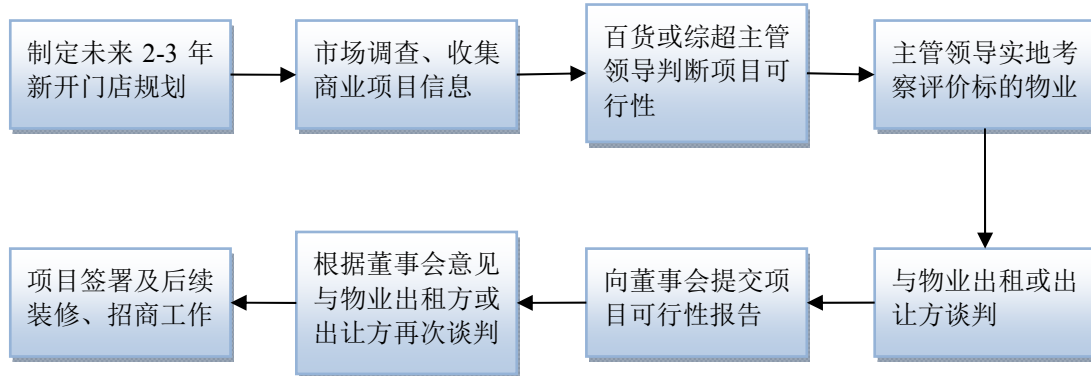 制定未来 2-3 年
新开门店规划
市场调查、收集
商业项目信息
百货或综超主管
领导判断项目可
行性
主管领导实地考
察评价标的物业
与物业出租或出
让方谈判
向董事会提交项
目可行性报告
根据董事会意见
与物业出租方或
出让方再次谈判
项目签署及后续
装修、招商工作